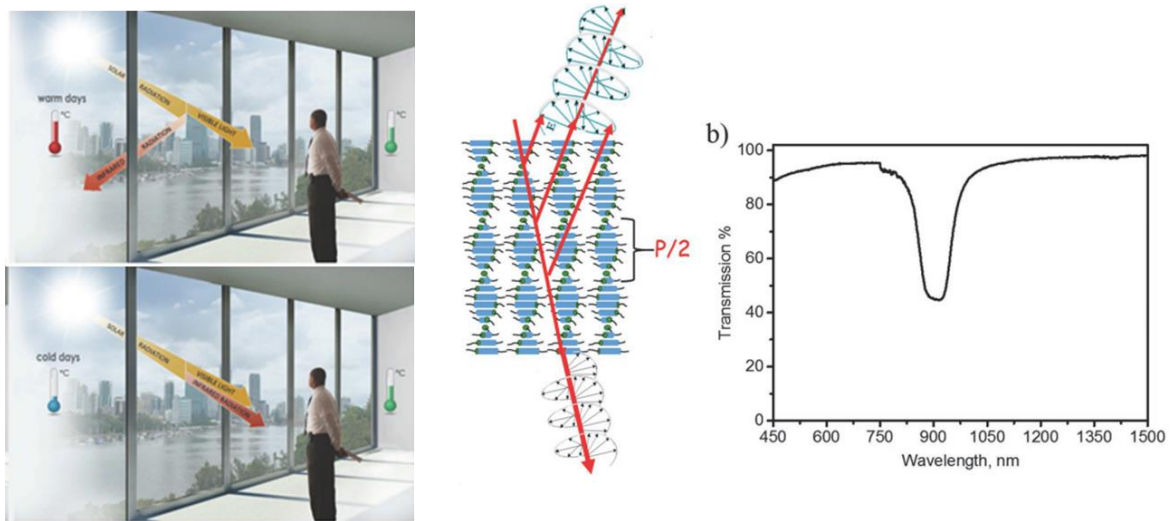 warm days
°C
SOLAR
RADIATION
VISIBLE LIGHT
INFRARED
RADIATION
°C
cold days
°C
SOLAR
RADIATION
VISIBLE LIGHT
INFRARED RADIATION
°C
E
P/2
b)
100
80
60
40
20
0
Transmission %
450
600
750
900
1050
1200
1350
1500
Wavelength, nm